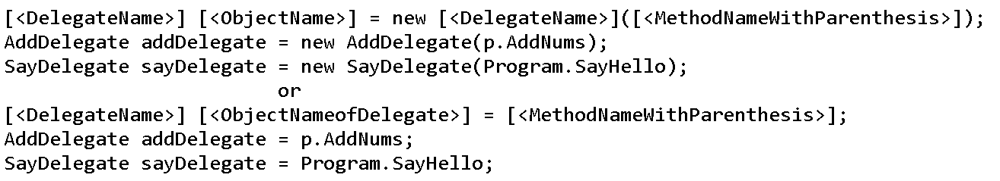 [<DelegateName>] [<ObjectName>] = new [<DelegateName>]([<MethodNameWithParenthesis>]);
AddDelegate addDelegate = new AddDelegate(p.AddNums);
SayDelegate sayDelegate = new SayDelegate(Program.SayHello);
or
[<DelegateName>] [<ObjectNameofDelegate>] = [<MethodNameWithParenthesis>];
AddDelegate addDelegate = p.AddNums;
SayDelegate sayDelegate = Program.SayHello;